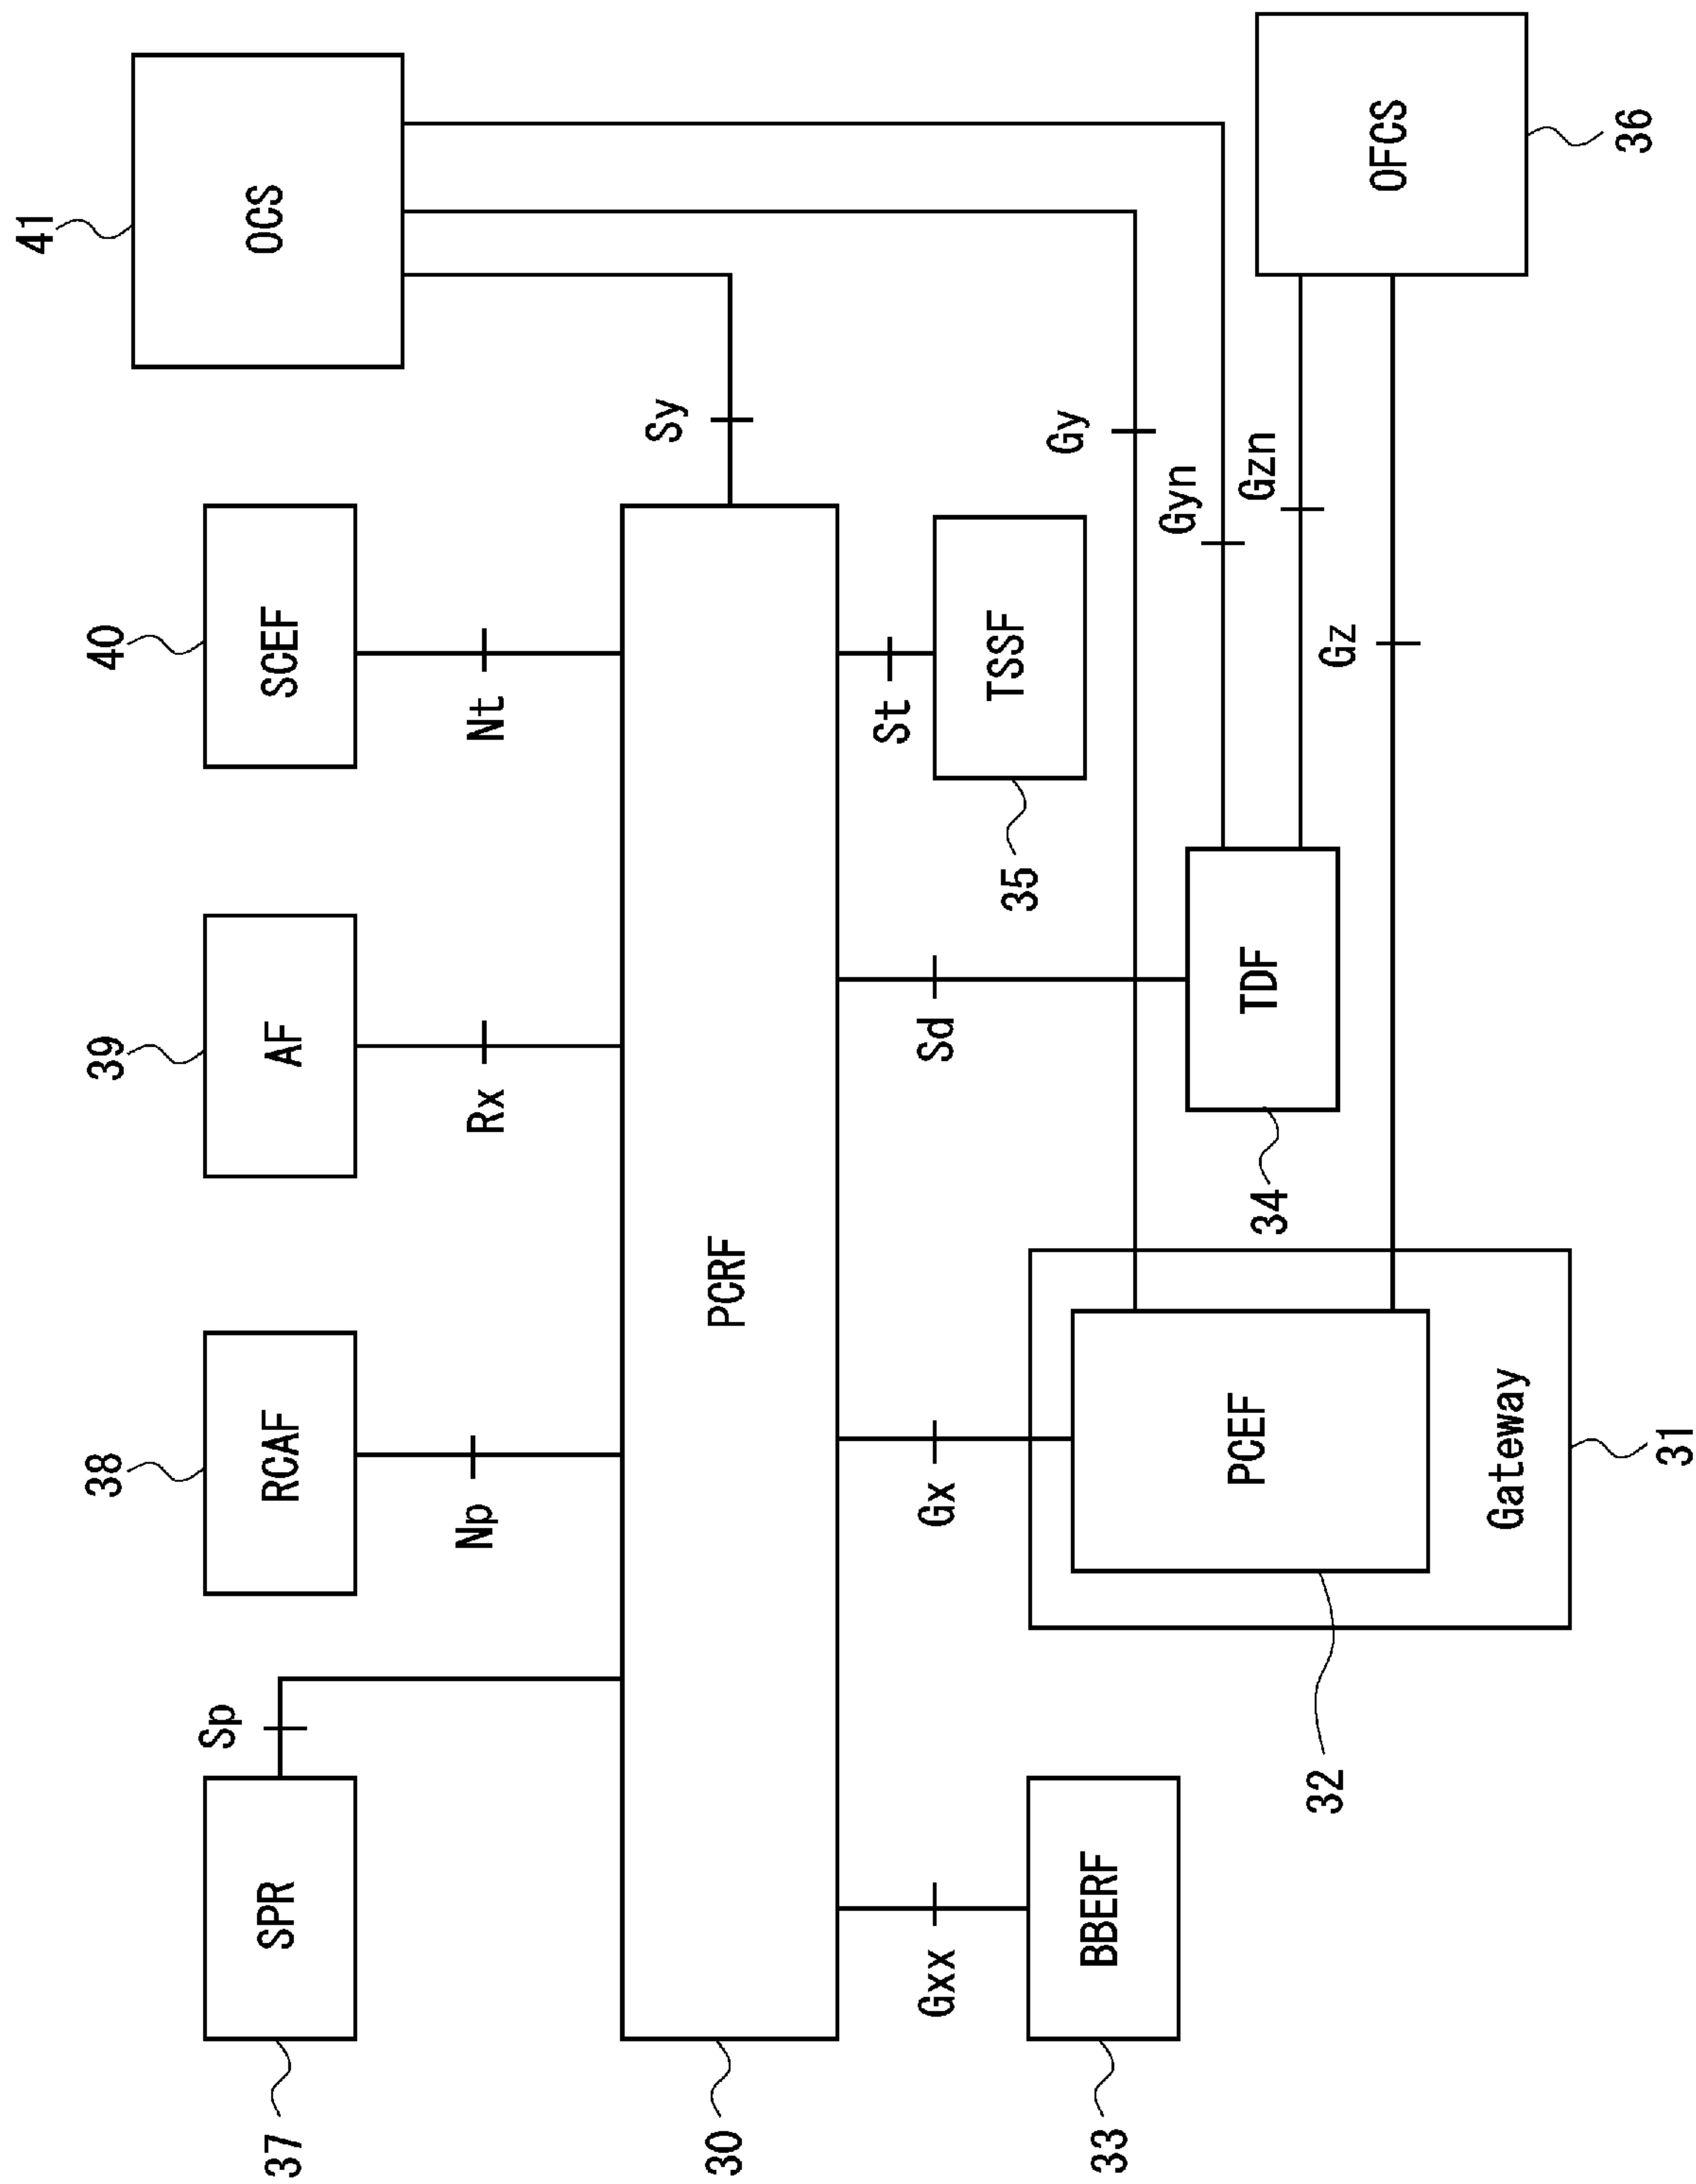 41
OCS
40
SCEF
Nt
39
AF
Rx
38
RCAF
Np
37
SPR
Sp
Sy
PCRF
30
Gxx
BBERF
33
Gx
PCEF
32
Gateway
31
Sd
TDF
34
St
TSSF
35
Gy
Gyn
Gzn
Gz
OFCS
36